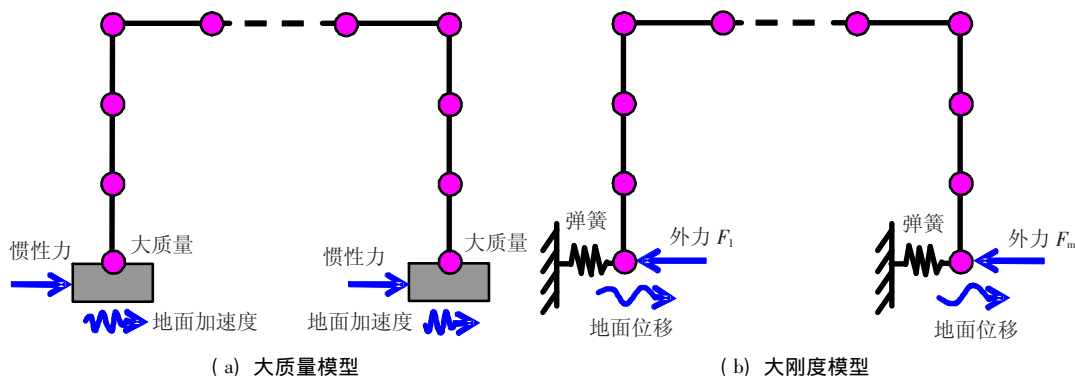 惯性力
大质量
地面加速度
惯性力
大质量
地面加速度
(a) 大质量模型
弹簧
外力 F₁
地面位移
弹簧
外力 Fₘ
地面位移
(b) 大刚度模型